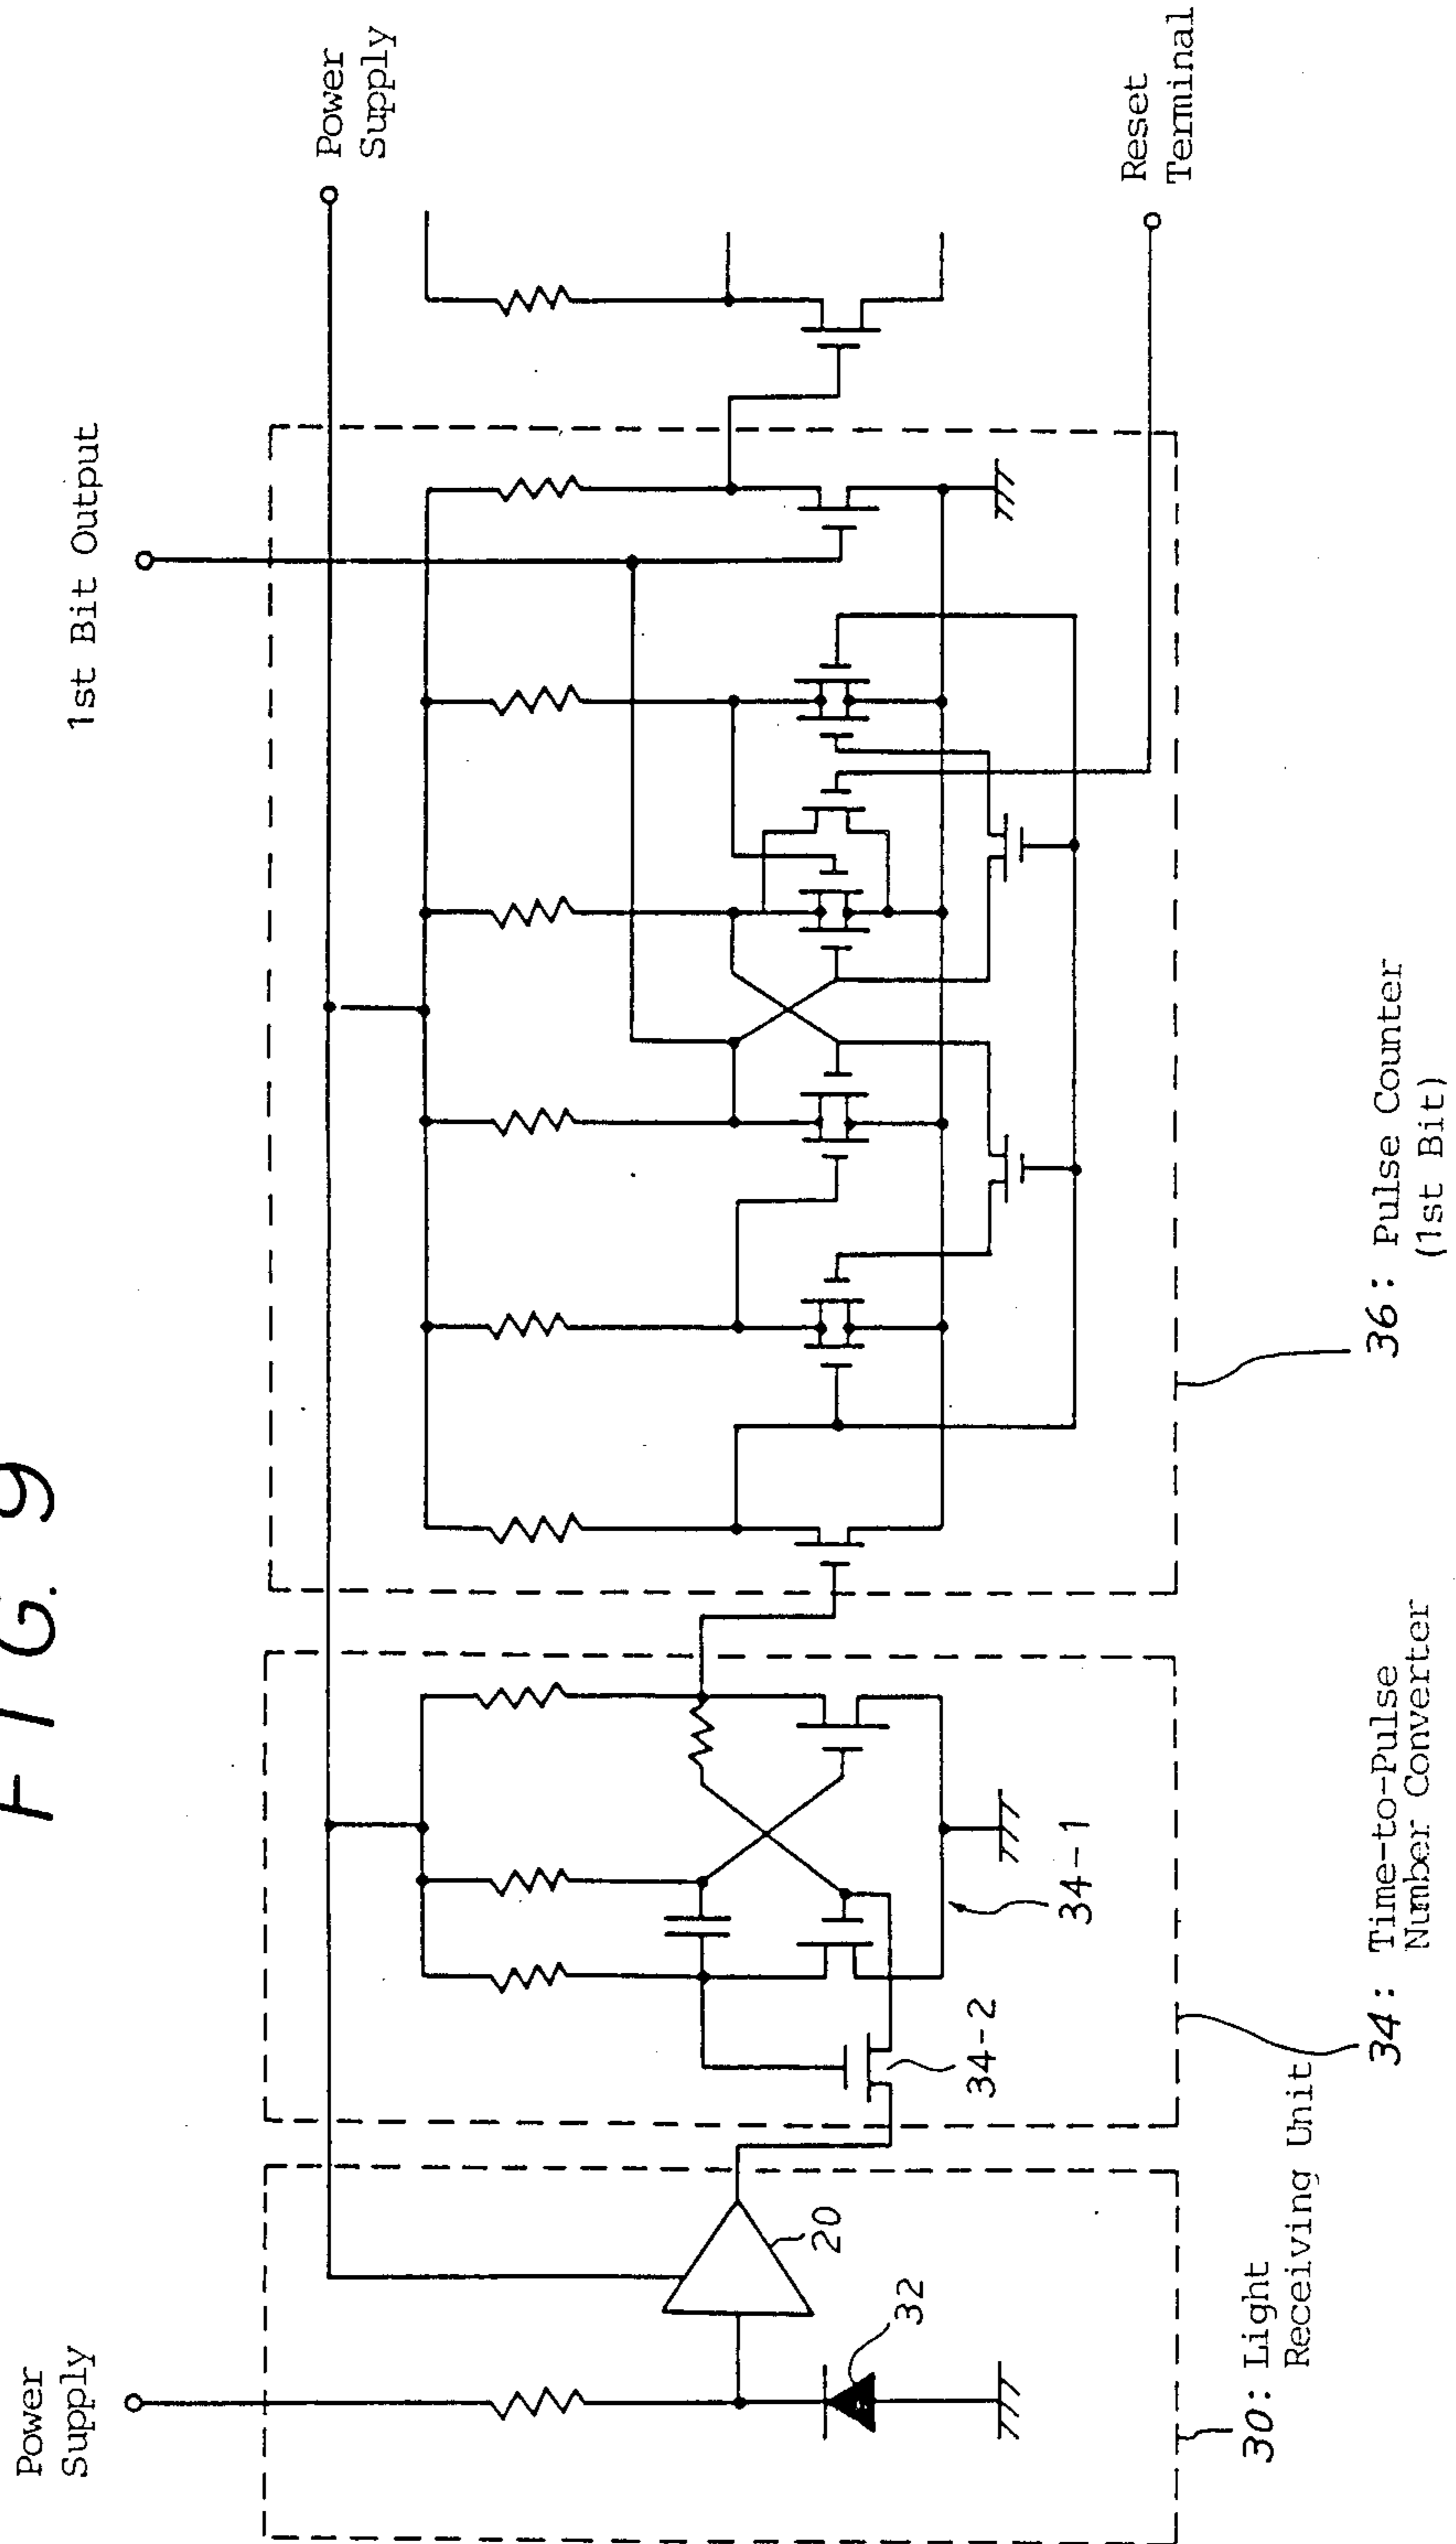 FIG. 9
Power
Supply
1st Bit Output
Power
Supply
Reset
Terminal
20
32
34-2
34-1
30: Light
Receiving Unit
34: Time-to-Pulse
Number Converter
36: Pulse Counter
(1st Bit)